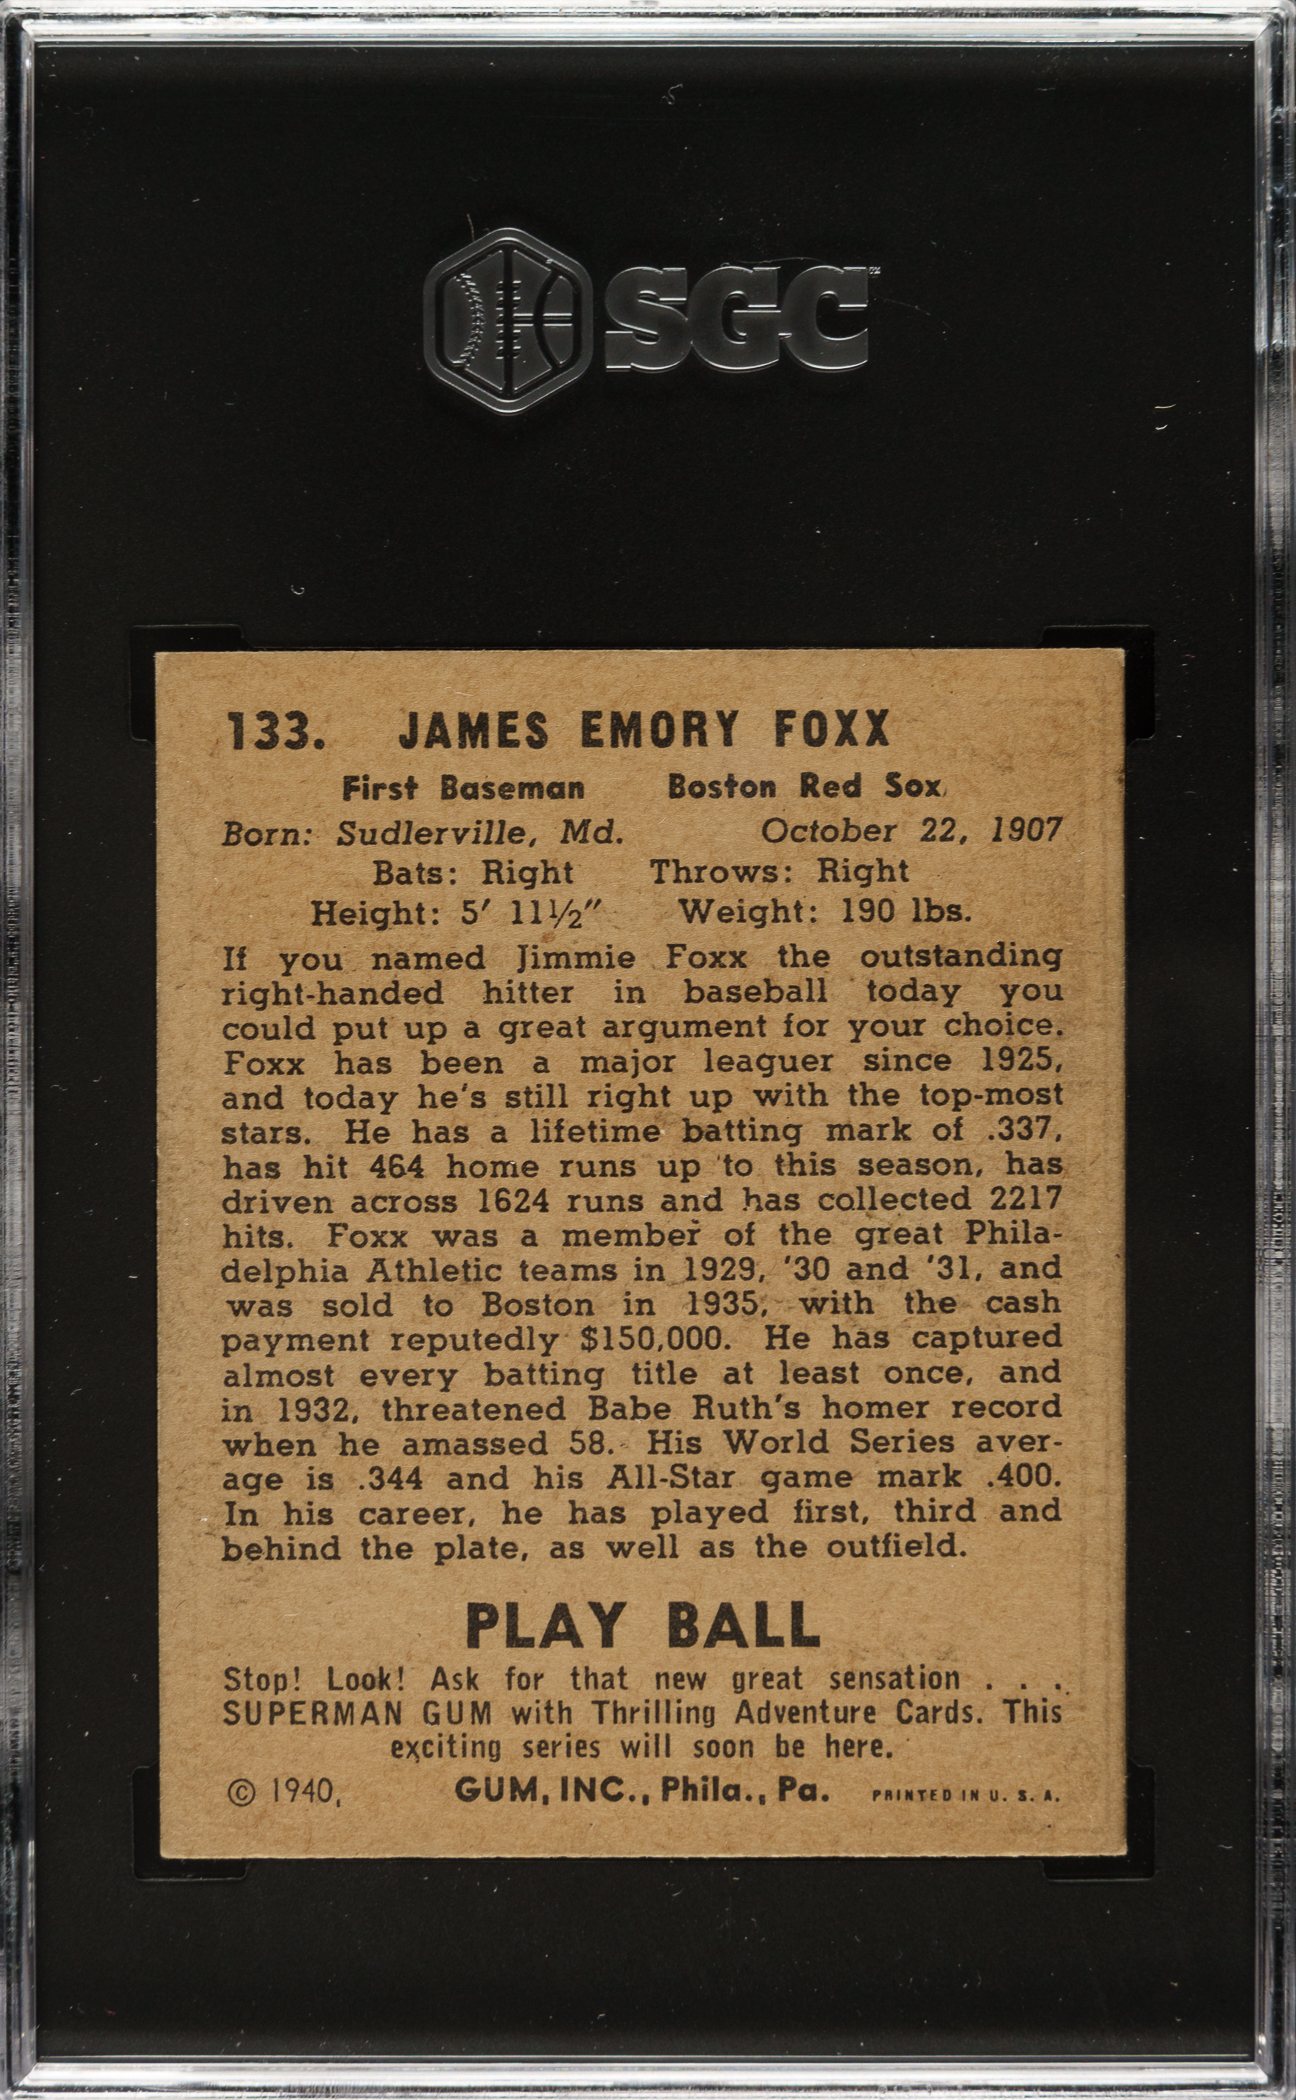 SGC
133. JAMES EMORY FOXX
First Baseman Boston Red Sox
Born: Sudlerville, Md. October 22, 1907
Bats: Right Throws: Right
Height: 5′ 11½″ Weight: 190 lbs.
If you named Jimmie Foxx the outstanding
right-handed hitter in baseball today you
could put up a great argument for your choice.
Foxx has been a major leaguer since 1925,
and today he's still right up with the top-most
stars. He has a lifetime batting mark of .337,
has hit 464 home runs up to this season, has
driven across 1624 runs and has collected 2217
hits. Foxx was a member of the great Phila-
delphia Athletic teams in 1929, '30 and '31, and
was sold to Boston in 1935, with the cash
payment reputedly $150,000. He has captured
almost every batting title at least once, and
in 1932, threatened Babe Ruth's homer record
when he amassed 58. His World Series aver-
age is .344 and his All-Star game mark .400.
In his career, he has played first, third and
behind the plate, as well as the outfield.
PLAY BALL
Stop! Look! Ask for that new great sensation . . .
SUPERMAN GUM with Thrilling Adventure Cards. This
exciting series will soon be here.
© 1940, GUM, INC., Phila., Pa. PRINTED IN U. S. A.